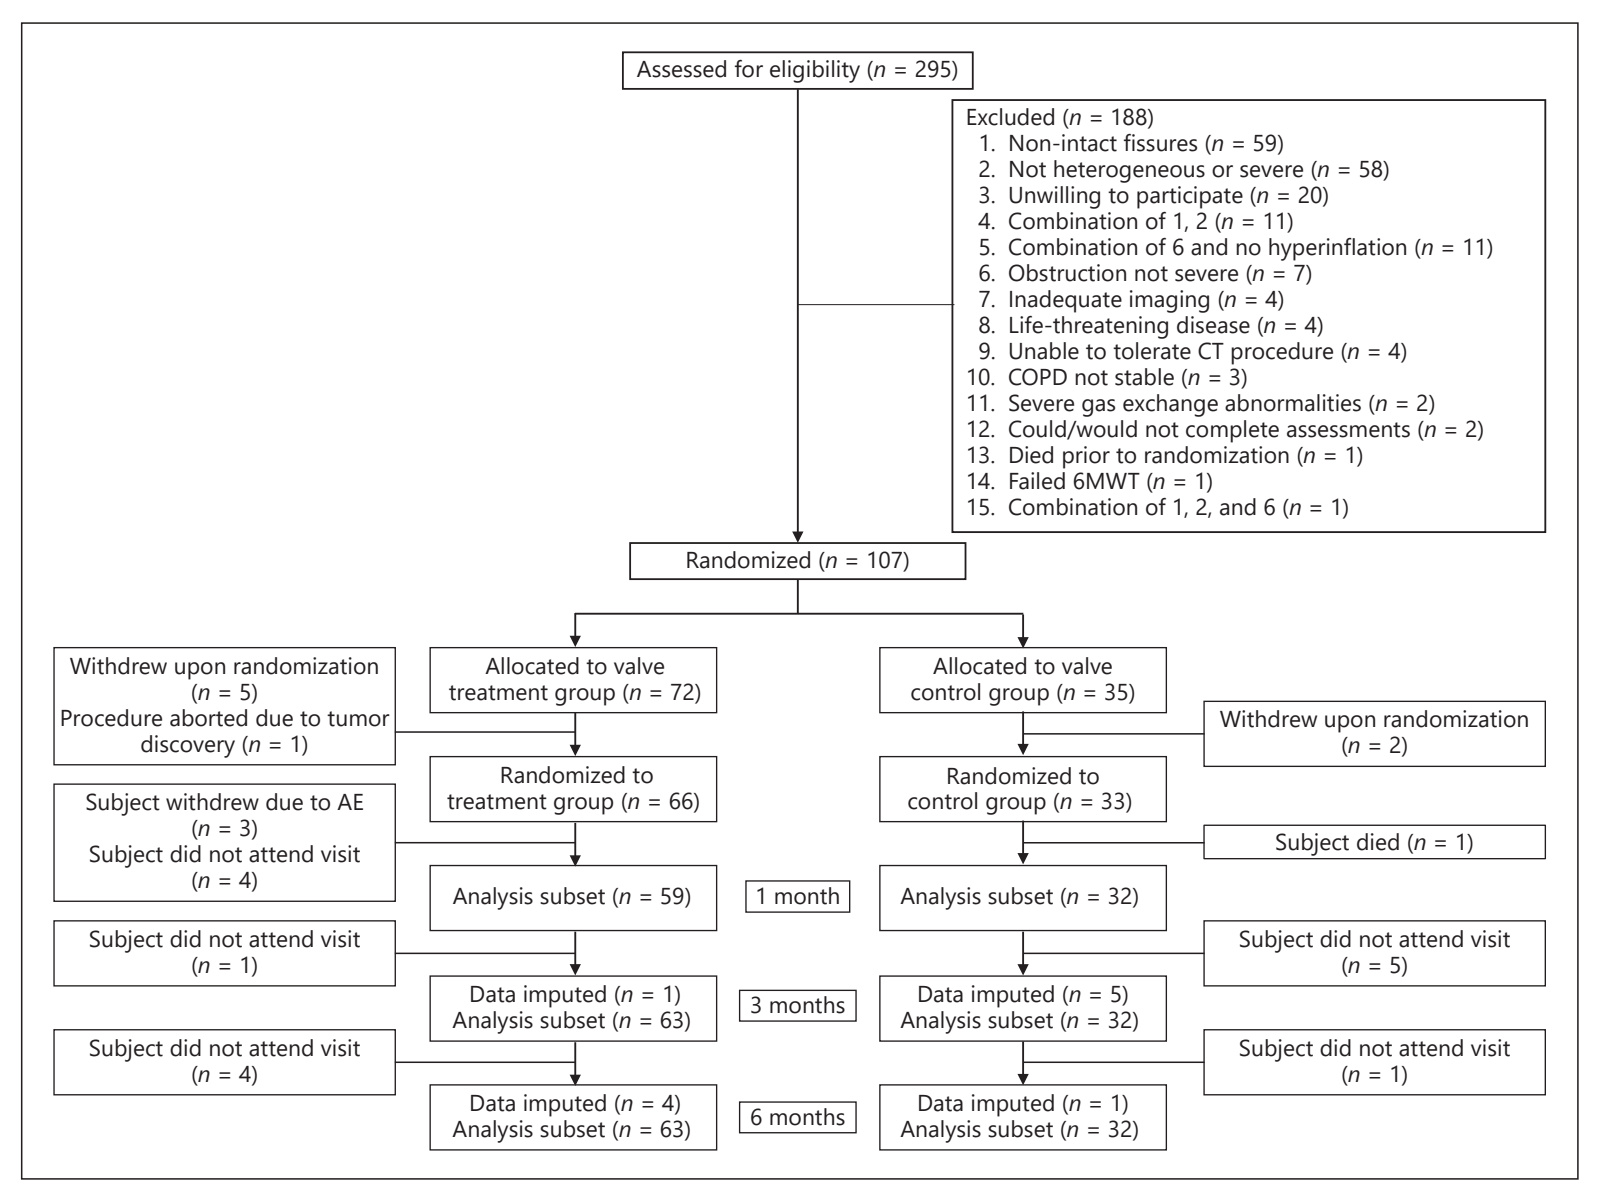 Assessed for eligibility (n = 295)
Excluded (n = 188)
1. Non-intact fissures (n = 59)
2. Not heterogeneous or severe (n = 58)
3. Unwilling to participate (n = 20)
4. Combination of 1, 2 (n = 11)
5. Combination of 6 and no hyperinflation (n = 11)
6. Obstruction not severe (n = 7)
7. Inadequate imaging (n = 4)
8. Life-threatening disease (n = 4)
9. Unable to tolerate CT procedure (n = 4)
10. COPD not stable (n = 3)
11. Severe gas exchange abnormalities (n = 2)
12. Could/would not complete assessments (n = 2)
13. Died prior to randomization (n = 1)
14. Failed 6MWT (n = 1)
15. Combination of 1, 2, and 6 (n = 1)
Randomized (n = 107)
Withdrew upon randomization
(n = 5)
Procedure aborted due to tumor
discovery (n = 1)
Allocated to valve
treatment group (n = 72)
Allocated to valve
control group (n = 35)
Withdrew upon randomization
(n = 2)
Randomized to
treatment group (n = 66)
Randomized to
control group (n = 33)
Subject withdrew due to AE
(n = 3)
Subject did not attend visit
(n = 4)
Subject died (n = 1)
Analysis subset (n = 59)
1 month
Analysis subset (n = 32)
Subject did not attend visit
(n = 1)
Subject did not attend visit
(n = 5)
Data imputed (n = 1)
Analysis subset (n = 63)
3 months
Data imputed (n = 5)
Analysis subset (n = 32)
Subject did not attend visit
(n = 4)
Subject did not attend visit
(n = 1)
Data imputed (n = 4)
Analysis subset (n = 63)
6 months
Data imputed (n = 1)
Analysis subset (n = 32)